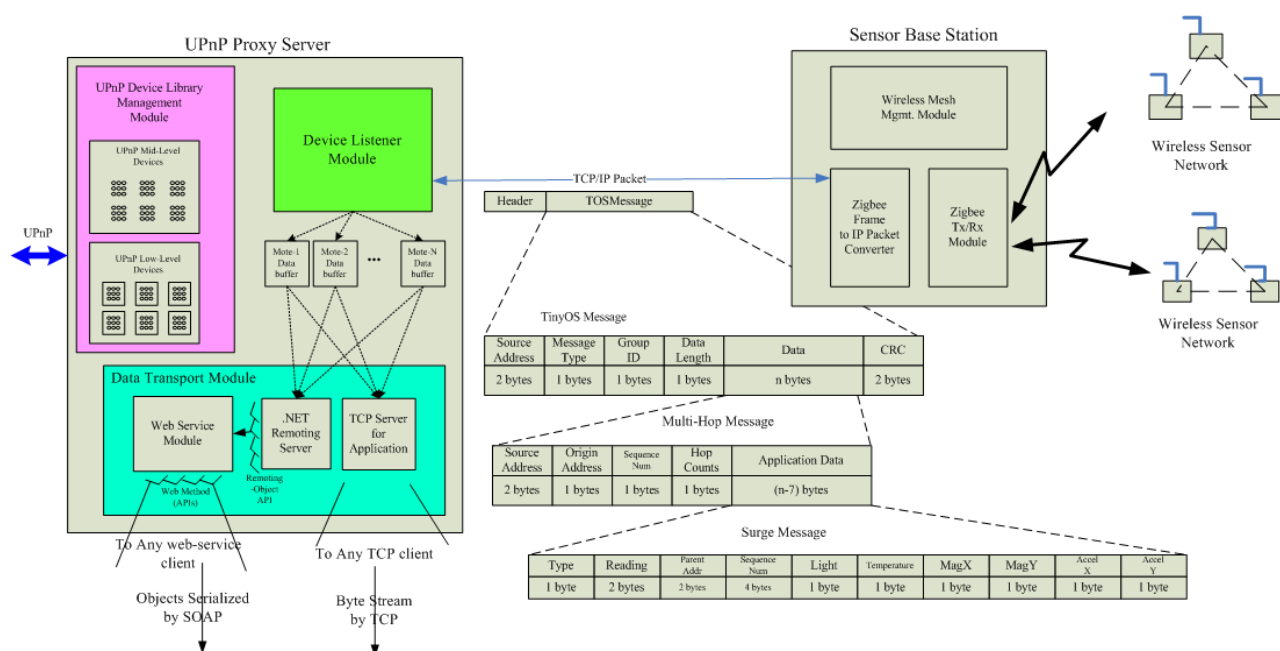 UPnP Proxy Server
UPnP Device Library
Management
Module
UPnP Mid-Level
Devices
UPnP Low-Level
Devices
UPnP
Device Listener
Module
Mote-1
Data
buffer
Mote-2
Data
buffer
...
Mote-N
Data
buffer
Data Transport Module
Web Service
Module
.NET
Remoting
Server
TCP Server
for
Application
Web Method
(APIs)
Remoting
-Object
API
To Any web-service
client
To Any TCP client
Objects Serialized
by SOAP
Byte Stream
by TCP
TCP/IP Packet
Header TOSMessage
Sensor Base Station
Wireless Mesh
Mgmt. Module
Zigbee
Frame
to IP Packet
Converter
Zigbee
Tx/Rx
Module
Wireless Sensor
Network
Wireless Sensor
Network
TinyOS Message
Source Address Message Type Group ID Data Length Data CRC
2 bytes 1 bytes 1 bytes 1 bytes n bytes 2 bytes
Multi-Hop Message
Source Address Origin Address Sequence Num Hop Counts Application Data
2 bytes 1 bytes 1 bytes 1 bytes (n-7) bytes
Surge Message
Type Reading Parent Addr Sequence Num Light Temperature MagX MagY Accel X Accel Y
1 byte 2 bytes 2 bytes 4 bytes 1 byte 1 byte 1 byte 1 byte 1 byte 1 byte